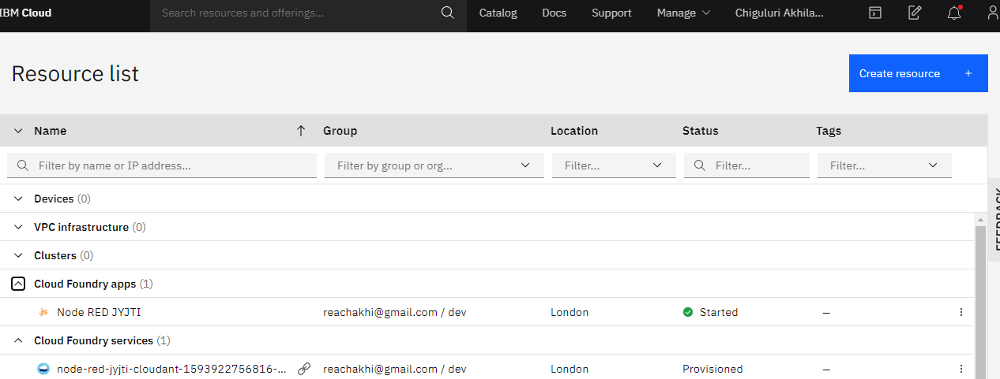 IBM Cloud Search resources and offerings... Catalog Docs Support Manage Chiguluri Akhila...
Resource list
Create resource +
Name Group Location Status Tags
Filter by name or IP address... Filter by group or org... Filter... Filter... Filter...
Devices (0)
VPC infrastructure (0)
Clusters (0)
Cloud Foundry apps (1)
.js Node RED JYJTI reachakhi@gmail.com / dev London Started –
Cloud Foundry services (1)
node-red-jyjti-cloudant-1593922756816-... reachakhi@gmail.com / dev London Provisioned –
FEEDBACK